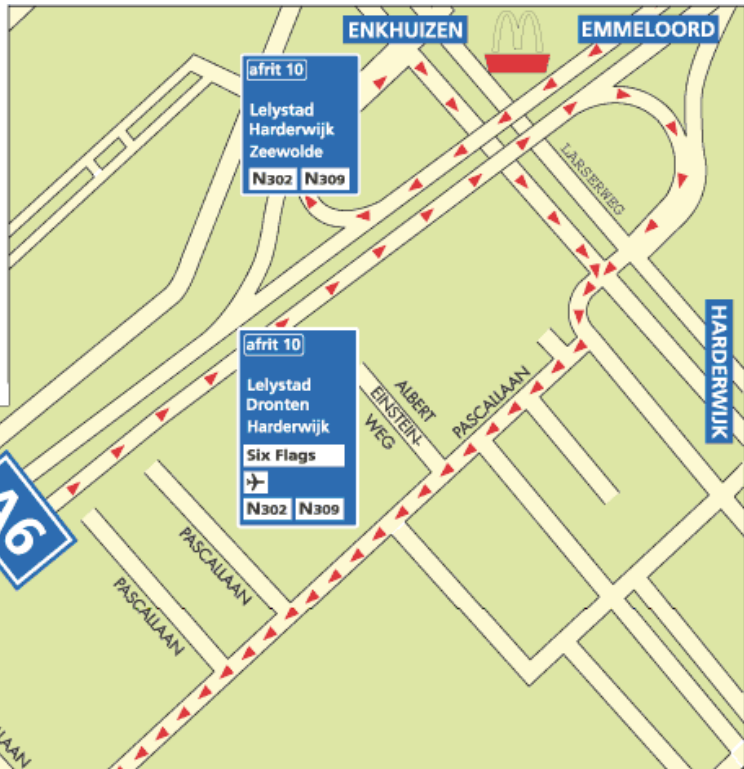 ENKHUIZEN
EMMELOORD
afrit 10
Lelystad
Harderwijk
Zeewolde
N302 N309
LARSERWEG
HARDERWIJK
afrit 10
Lelystad
Dronten
Harderwijk
Six Flags
N302 N309
ALBERT
EINSTEIN-
WEG
PASCALLAAN
A6
PASCALLAAN
PASCALLAAN
LAAN